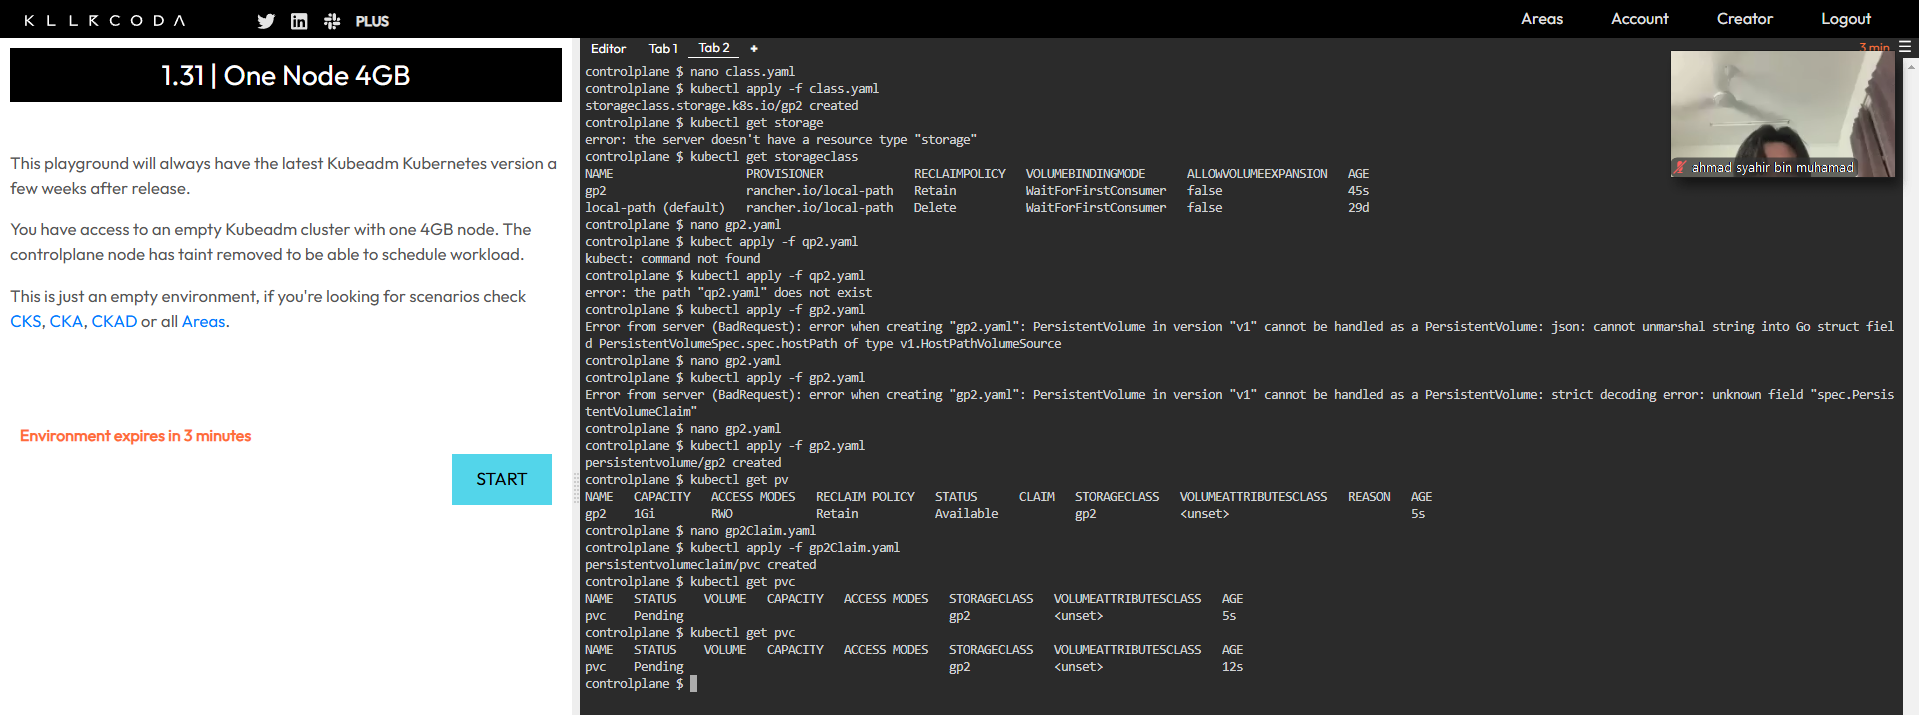 KLLRCODA PLUS Areas Account Creator Logout
1.31 | One Node 4GB
This playground will always have the latest Kubeadm Kubernetes version a
few weeks after release.
You have access to an empty Kubeadm cluster with one 4GB node. The
controlplane node has taint removed to be able to schedule workload.
This is just an empty environment, if you're looking for scenarios check
CKS, CKA, CKAD or all Areas.
Environment expires in 3 minutes
START
Editor Tab 1 Tab 2 +
3 min
controlplane $ nano class.yaml
controlplane $ kubectl apply -f class.yaml
storageclass.storage.k8s.io/gp2 created
controlplane $ kubectl get storage
error: the server doesn't have a resource type "storage"
controlplane $ kubectl get storageclass
NAME PROVISIONER RECLAIMPOLICY VOLUMEBINDINGMODE ALLOWVOLUMEEXPANSION AGE
gp2 rancher.io/local-path Retain WaitForFirstConsumer false 45s
local-path (default) rancher.io/local-path Delete WaitForFirstConsumer false 29d
controlplane $ nano gp2.yaml
controlplane $ kubect apply -f qp2.yaml
kubect: command not found
controlplane $ kubectl apply -f qp2.yaml
error: the path "qp2.yaml" does not exist
controlplane $ kubectl apply -f gp2.yaml
Error from server (BadRequest): error when creating "gp2.yaml": PersistentVolume in version "v1" cannot be handled as a PersistentVolume: json: cannot unmarshal string into Go struct fiel
d PersistentVolumeSpec.spec.hostPath of type v1.HostPathVolumeSource
controlplane $ nano gp2.yaml
controlplane $ kubectl apply -f gp2.yaml
Error from server (BadRequest): error when creating "gp2.yaml": PersistentVolume in version "v1" cannot be handled as a PersistentVolume: strict decoding error: unknown field "spec.Persis
tentVolumeClaim"
controlplane $ nano gp2.yaml
controlplane $ kubectl apply -f gp2.yaml
persistentvolume/gp2 created
controlplane $ kubectl get pv
NAME CAPACITY ACCESS MODES RECLAIM POLICY STATUS CLAIM STORAGECLASS VOLUMEATTRIBUTESCLASS REASON AGE
gp2 1Gi RWO Retain Available gp2 <unset> 5s
controlplane $ nano gp2Claim.yaml
controlplane $ kubectl apply -f gp2Claim.yaml
persistentvolumeclaim/pvc created
controlplane $ kubectl get pvc
NAME STATUS VOLUME CAPACITY ACCESS MODES STORAGECLASS VOLUMEATTRIBUTESCLASS AGE
pvc Pending gp2 <unset> 5s
controlplane $ kubectl get pvc
NAME STATUS VOLUME CAPACITY ACCESS MODES STORAGECLASS VOLUMEATTRIBUTESCLASS AGE
pvc Pending gp2 <unset> 12s
controlplane $
ahmad syahir bin muhamad